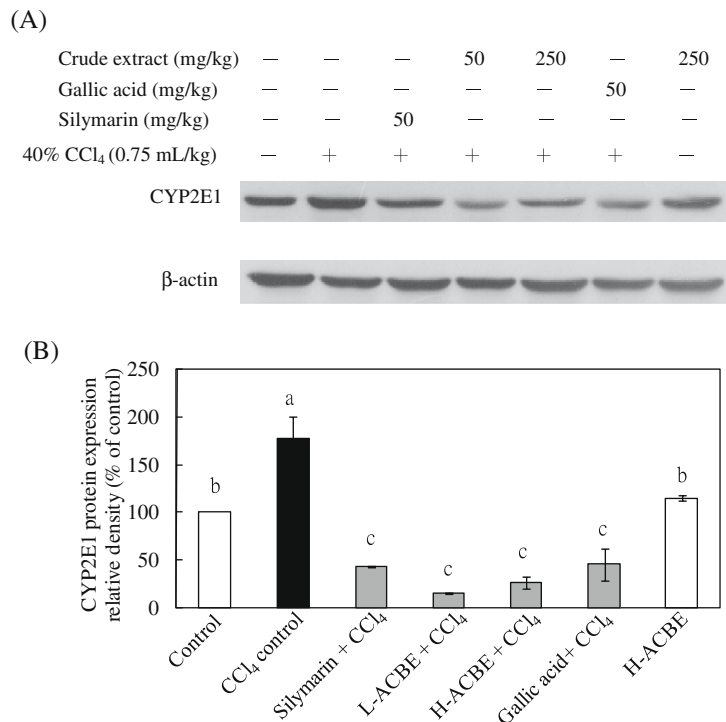 (A)
Crude extract (mg/kg) — — — 50 250 — 250
Gallic acid (mg/kg) — — — — — 50 —
Silymarin (mg/kg) — — 50 — — — —
40% CCl₄ (0.75 mL/kg) — + + + + + —
CYP2E1
β-actin
(B)
CYP2E1 protein expression
relative density (% of control)
250
200
150
100
50
0
b
a
c
c
c
c
b
Control
CCl₄ control
Silymarin + CCl₄
L-ACBE + CCl₄
H-ACBE + CCl₄
Gallic acid+ CCl₄
H-ACBE